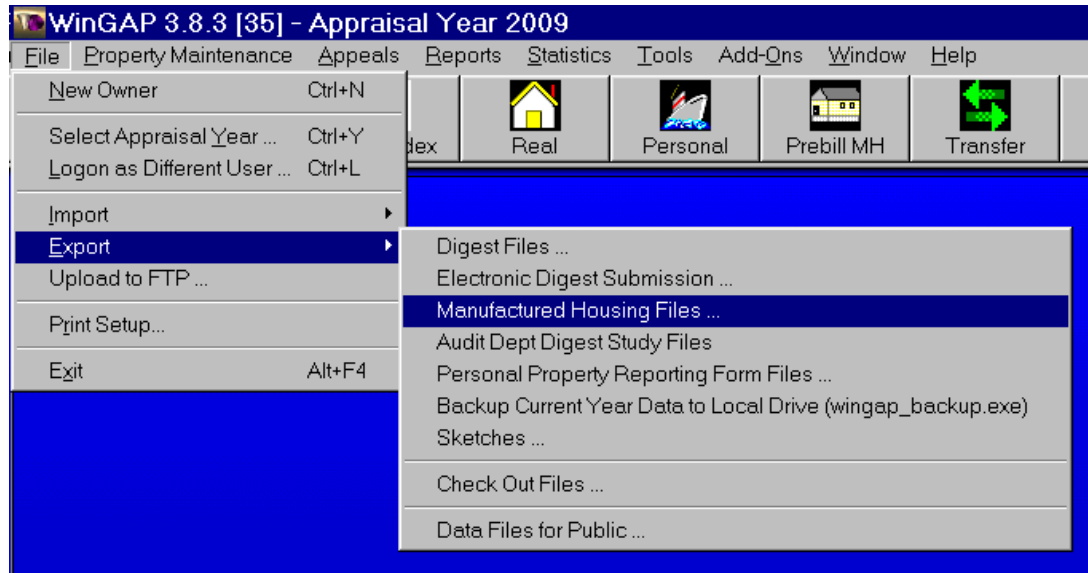 WinGAP 3.8.3 [35] - Appraisal Year 2009
File Property Maintenance Appeals Reports Statistics Tools Add-Ons Window Help
New Owner Ctrl+N
Select Appraisal Year ... Ctrl+Y
Logon as Different User ... Ctrl+L
Import
Export
Upload to FTP ...
Print Setup...
Exit Alt+F4
Real Personal Prebill MH Transfer
Digest Files ...
Electronic Digest Submission ...
Manufactured Housing Files ...
Audit Dept Digest Study Files
Personal Property Reporting Form Files ...
Backup Current Year Data to Local Drive (wingap_backup.exe)
Sketches ...
Check Out Files ...
Data Files for Public ...